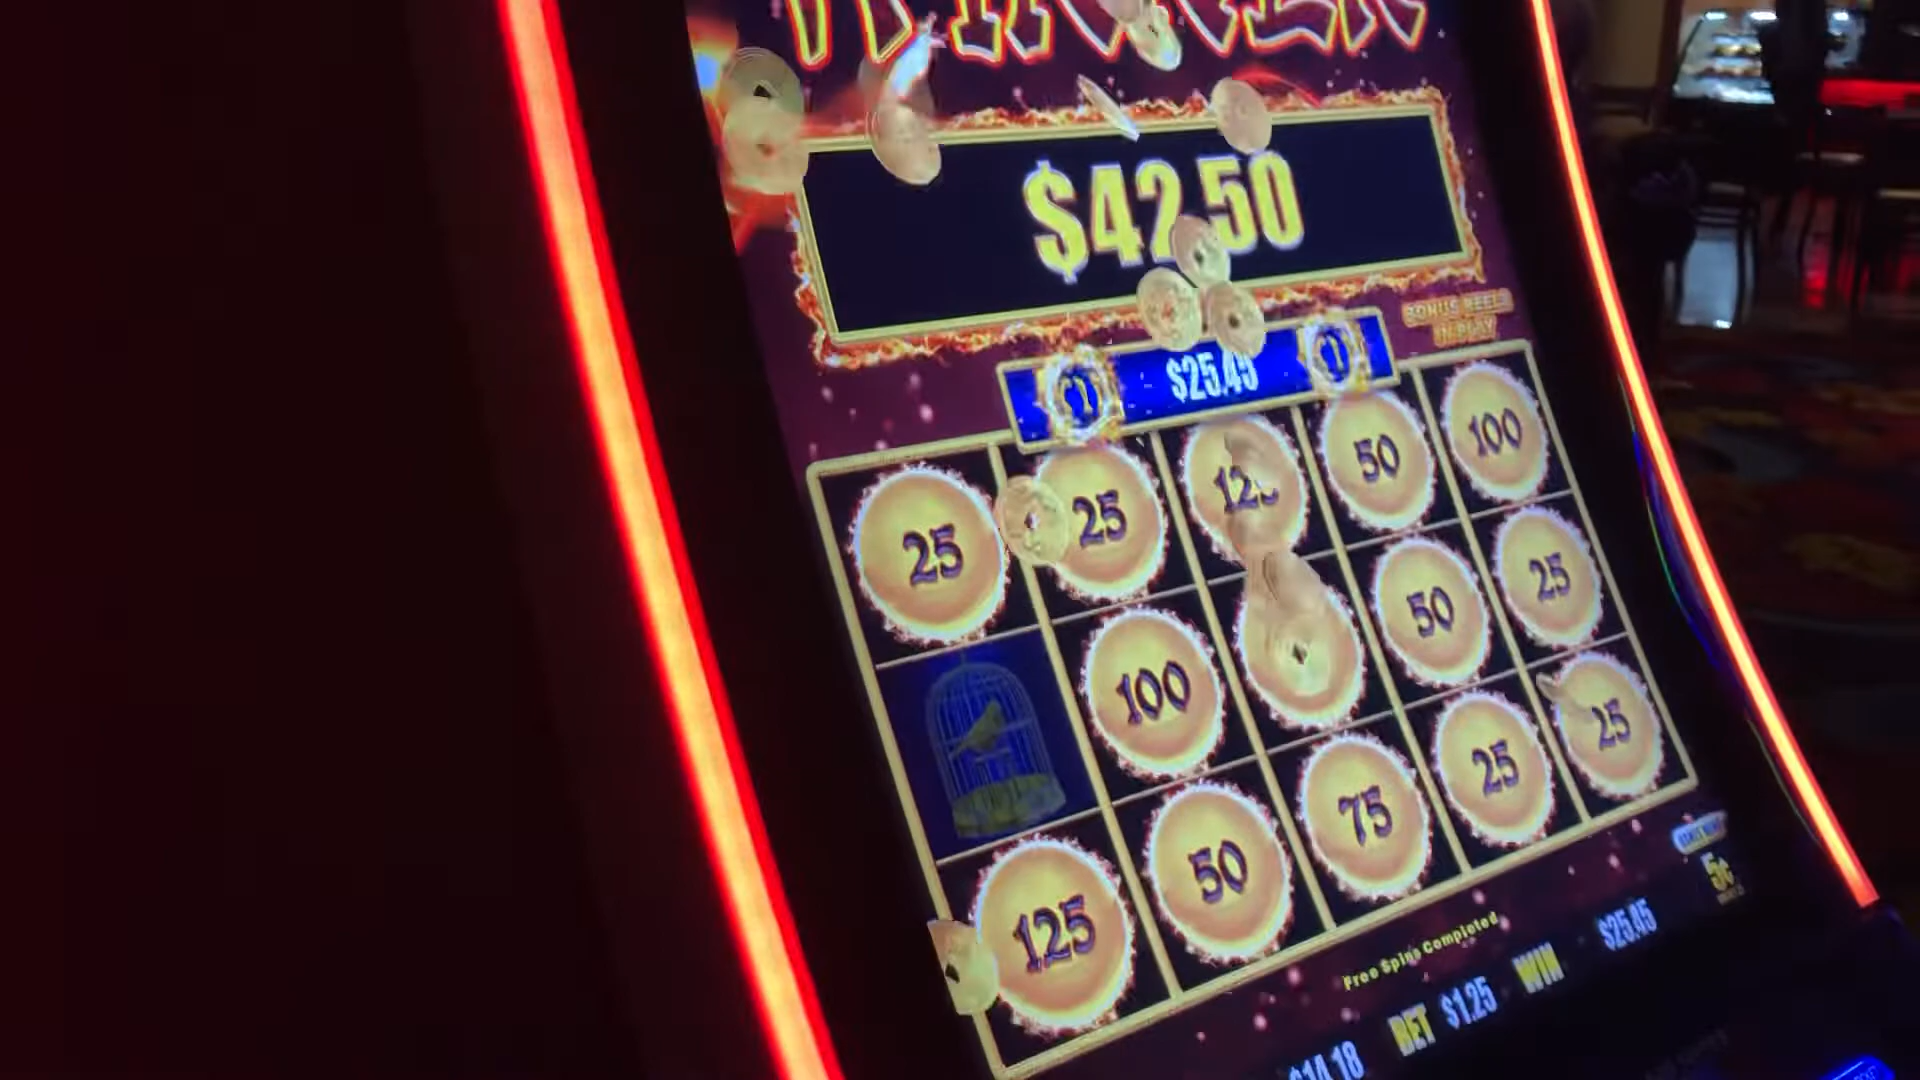 $42.50
BONUS REELS
IN PLAY
$25.45
25 25 50 100
100 50 25
125 50 75 25 25
Free Spins Completed
5¢
$14.18 BET $1.25 WIN $25.45